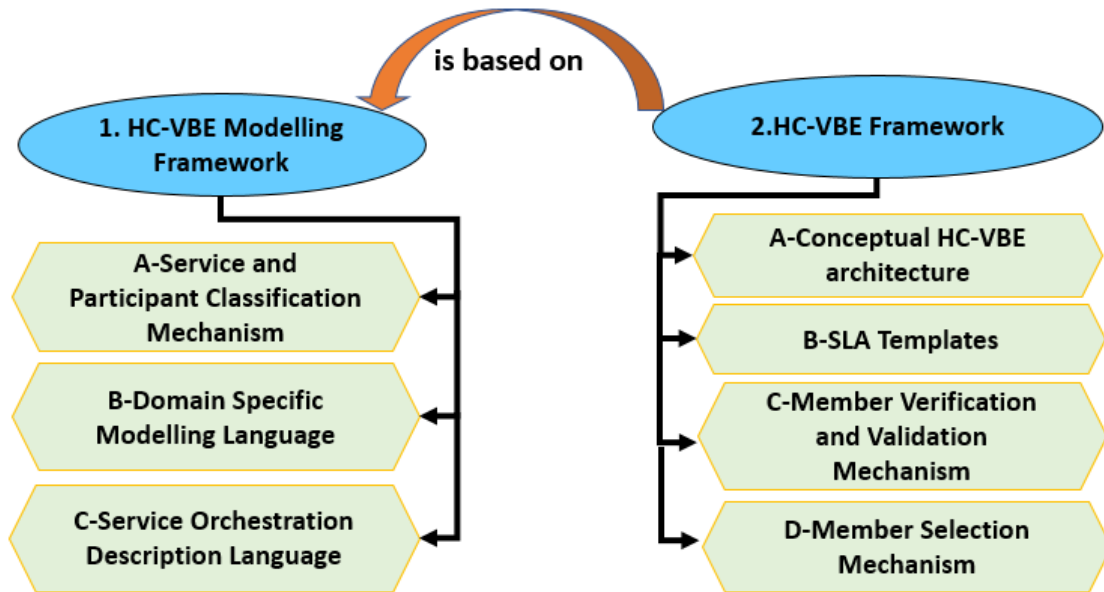 is based on
1. HC-VBE Modelling
Framework
A-Service and
Participant Classification
Mechanism
B-Domain Specific
Modelling Language
C-Service Orchestration
Description Language
2.HC-VBE Framework
A-Conceptual HC-VBE
architecture
B-SLA Templates
C-Member Verification
and Validation
Mechanism
D-Member Selection
Mechanism